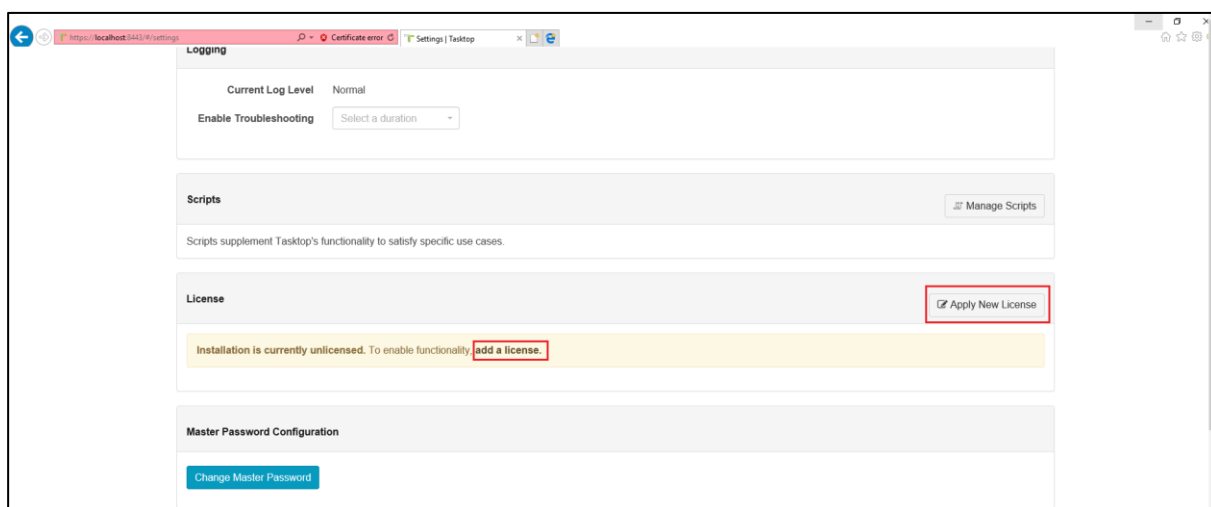 https://localhost:8443/#/settings
Certificate error
Settings | Tasktop
Logging
Current Log Level Normal
Enable Troubleshooting Select a duration
Scripts
Manage Scripts
Scripts supplement Tasktop's functionality to satisfy specific use cases.
License
Apply New License
Installation is currently unlicensed. To enable functionality, add a license.
Master Password Configuration
Change Master Password